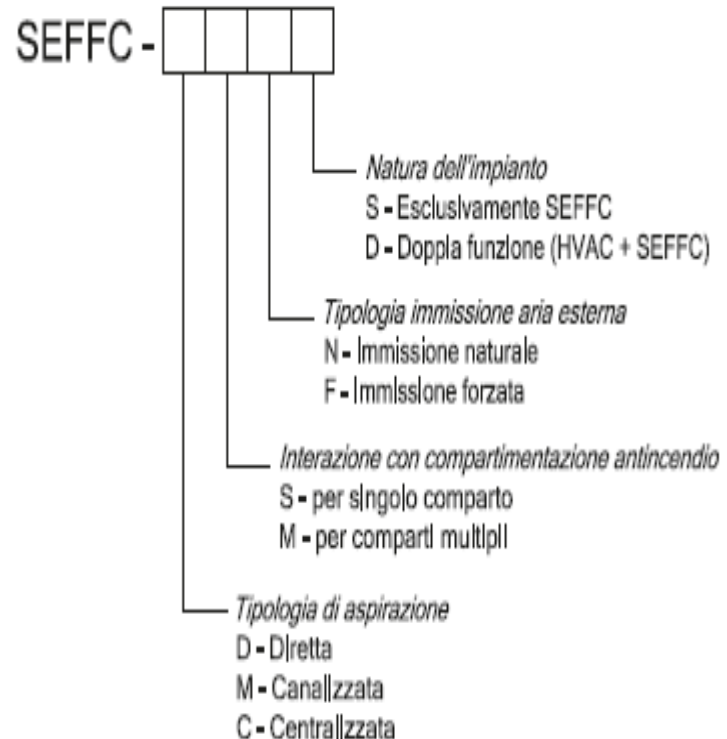 SEFFC -
Natura dell'impianto
S - Esclusivamente SEFFC
D - Doppia funzione (HVAC + SEFFC)
Tipologia immissione aria esterna
N - Immissione naturale
F - Immissione forzata
Interazione con compartimentazione antincendio
S - per singolo comparto
M - per comparti multipli
Tipologia di aspirazione
D - Diretta
M - Canalizzata
C - Centralizzata